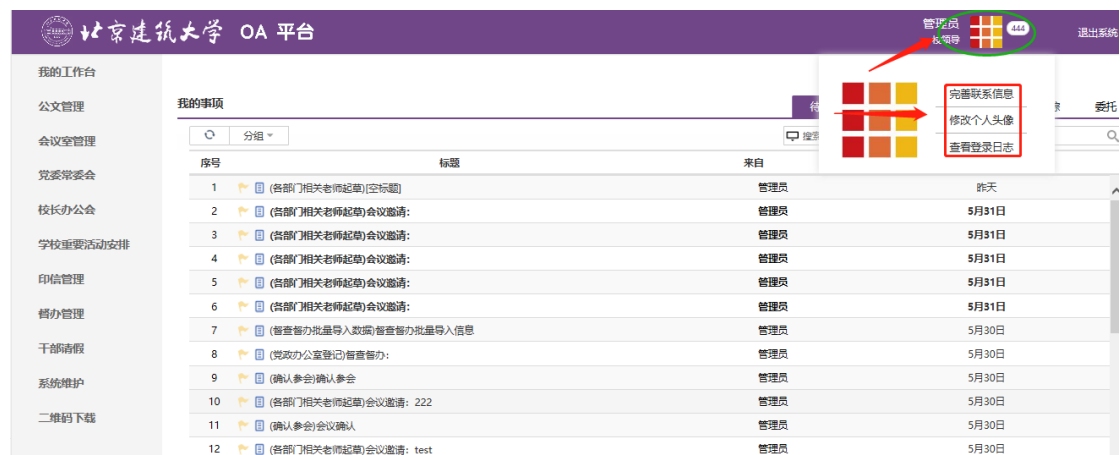 北京建筑大学 OA 平台
管理员
校领导
444
退出系统
我的工作台
公文管理
会议室管理
党委常委会
校长办公会
学校重要活动安排
印信管理
督办管理
干部请假
系统维护
二维码下载
完善联系信息
修改个人头像
查看登录日志
我的事项
委托
分组
序号 标题 来自
1 (各部门相关老师起草)[空标题] 管理员 昨天
2 (各部门相关老师起草)会议邀请: 管理员 5月31日
3 (各部门相关老师起草)会议邀请: 管理员 5月31日
4 (各部门相关老师起草)会议邀请: 管理员 5月31日
5 (各部门相关老师起草)会议邀请: 管理员 5月31日
6 (各部门相关老师起草)会议邀请: 管理员 5月31日
7 (督查督办批量导入数据)督查督办批量导入信息 管理员 5月30日
8 (党政办公室登记)督查督办: 管理员 5月30日
9 (确认参会)确认参会 管理员 5月30日
10 (各部门相关老师起草)会议邀请: 222 管理员 5月30日
11 (确认参会)会议确认 管理员 5月30日
12 (各部门相关老师起草)会议邀请: test 管理员 5月30日